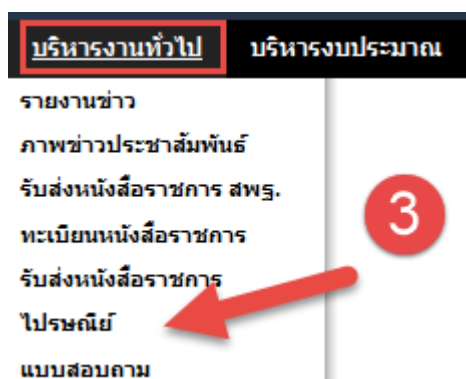 บริหารงานทั่วไป บริหารงบประมาณ
รายงานข่าว
ภาพข่าวประชาสัมพันธ์
รับส่งหนังสือราชการ สพฐ.
ทะเบียนหนังสือราชการ
รับส่งหนังสือราชการ
3
ไปรษณีย์
แบบสอบถาม